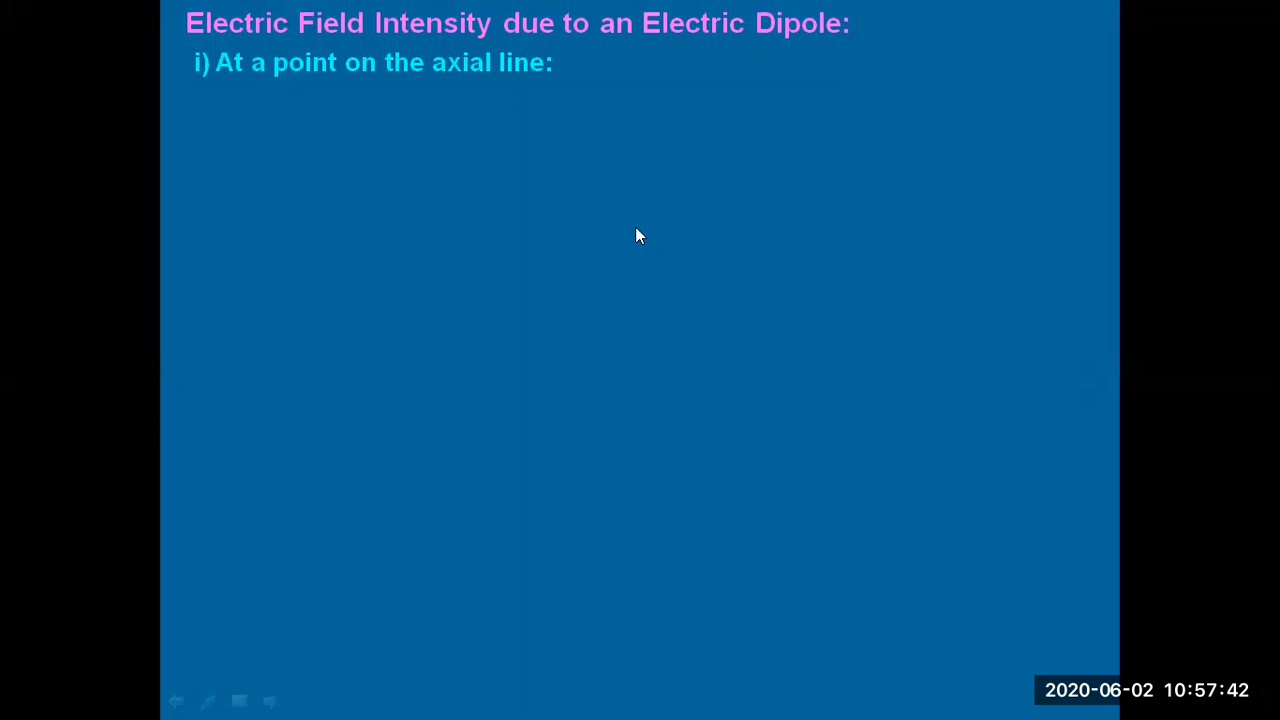 Electric Field Intensity due to an Electric Dipole:
i) At a point on the axial line:
2020-06-02 10:57:42